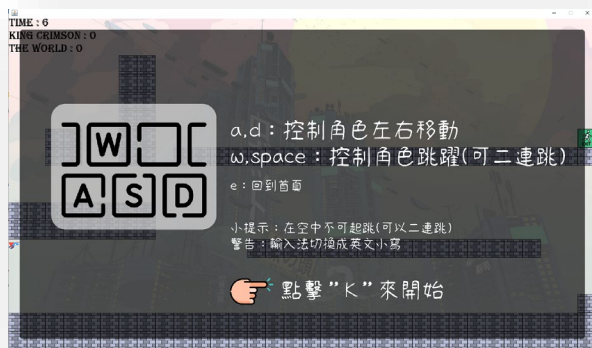 TIME : 6
KING CRIMSON : 0
THE WORLD : 0
W
A S D
a,d：控制角色左右移動
w,space：控制角色跳躍(可二連跳)
e：回到首頁
小提示：在空中不可起跳(可以二連跳)
警告：輸入法切換成英文小寫
點擊”K”來開始